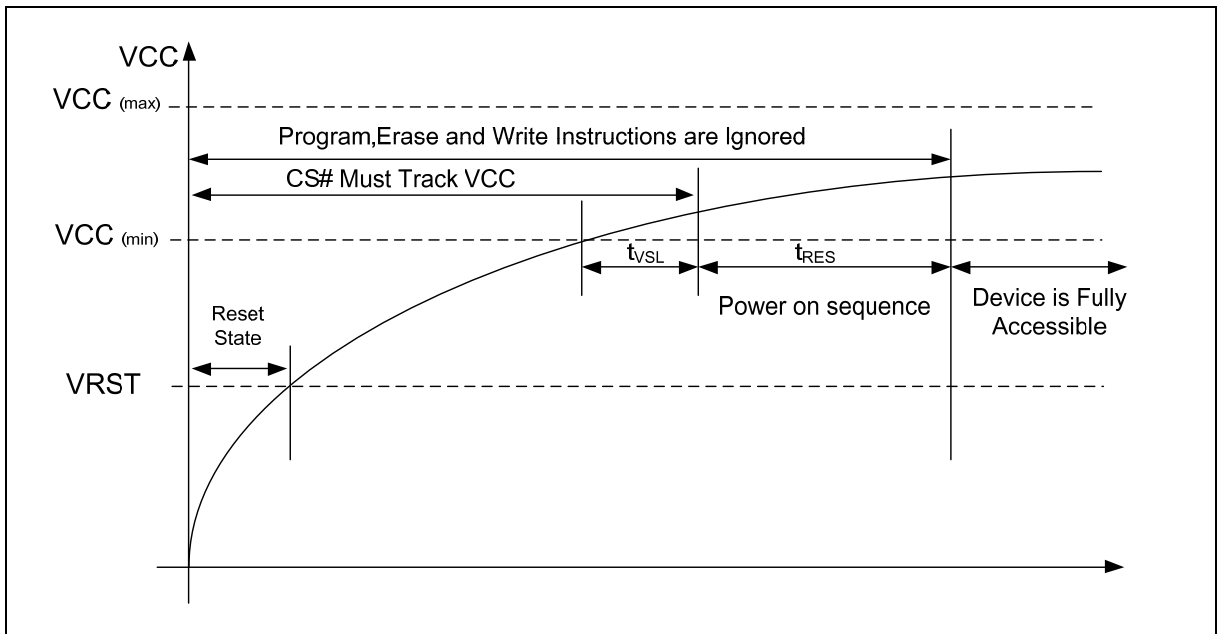 VCC
VCC (max)
Program,Erase and Write Instructions are Ignored
CS# Must Track VCC
VCC (min)
tVSL
tRES
Power on sequence
Device is Fully
Accessible
Reset
State
VRST